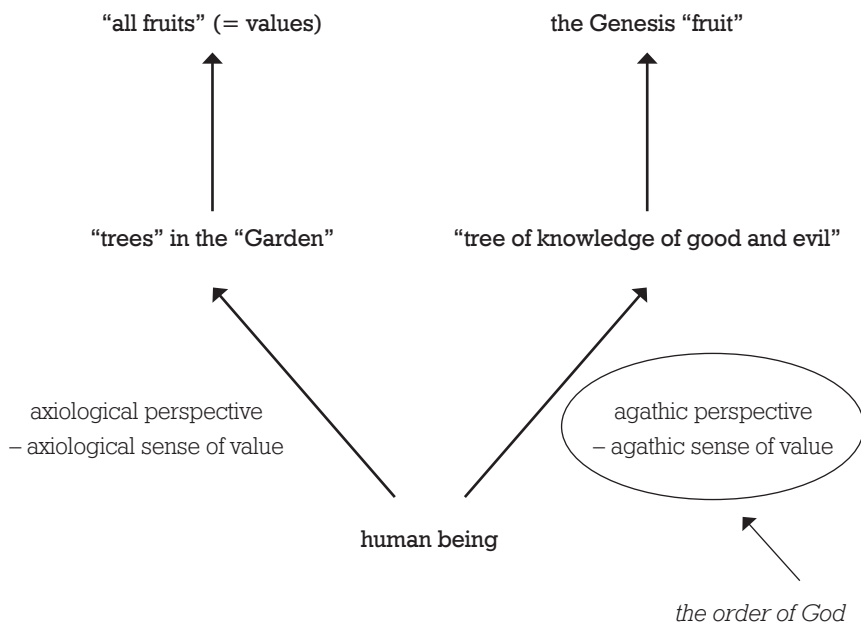 “all fruits” (= values)
the Genesis “fruit”
“trees” in the “Garden”
“tree of knowledge of good and evil”
axiological perspective
– axiological sense of value
agathic perspective
– agathic sense of value
human being
the order of God